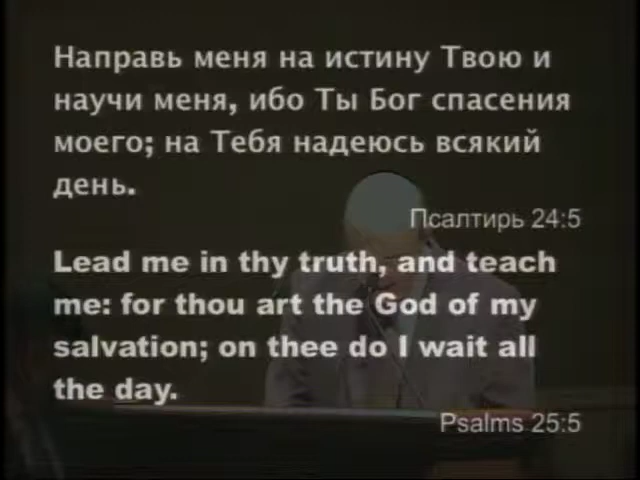 Направь меня на истину Твою и
научи меня, ибо Ты Бог спасения
моего; на Тебя надеюсь всякий
день.
Псалтирь 24:5
Lead me in thy truth, and teach
me: for thou art the God of my
salvation; on thee do I wait all
the day.
Psalms 25:5